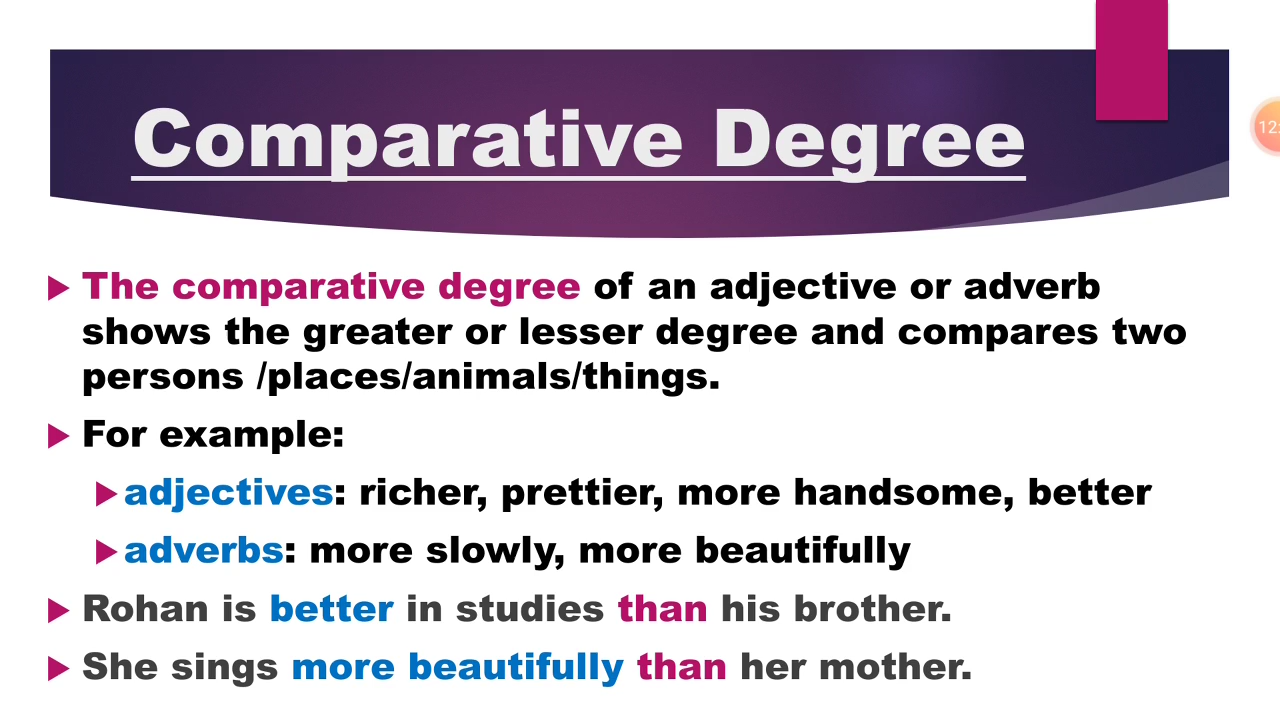 Comparative Degree
The comparative degree of an adjective or adverb
shows the greater or lesser degree and compares two
persons /places/animals/things.
For example:
adjectives: richer, prettier, more handsome, better
adverbs: more slowly, more beautifully
Rohan is better in studies than his brother.
She sings more beautifully than her mother.